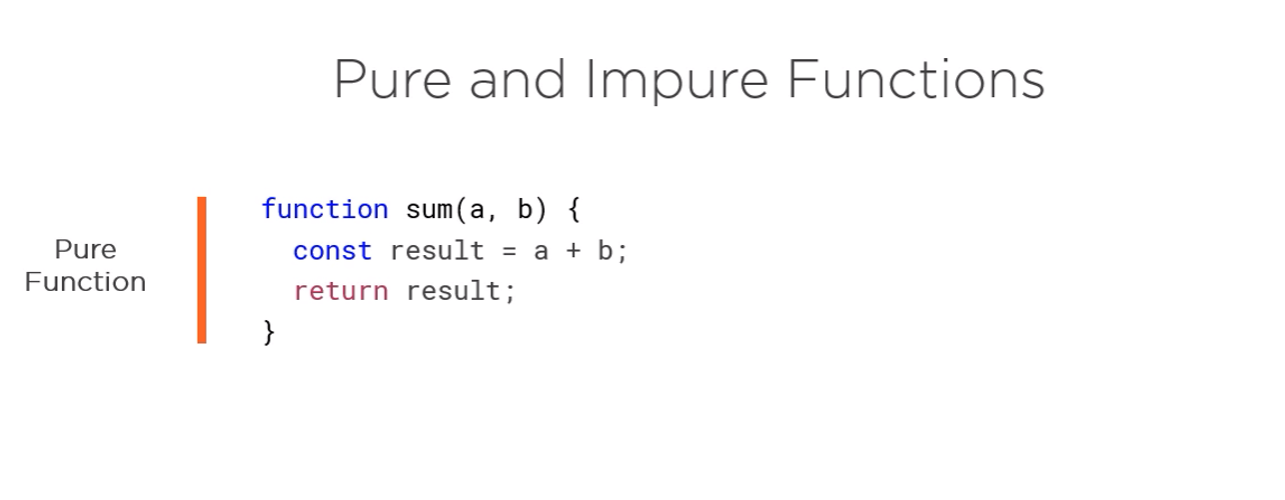 Pure and Impure Functions
Pure
Function
function sum(a, b) {
  const result = a + b;
  return result;
}